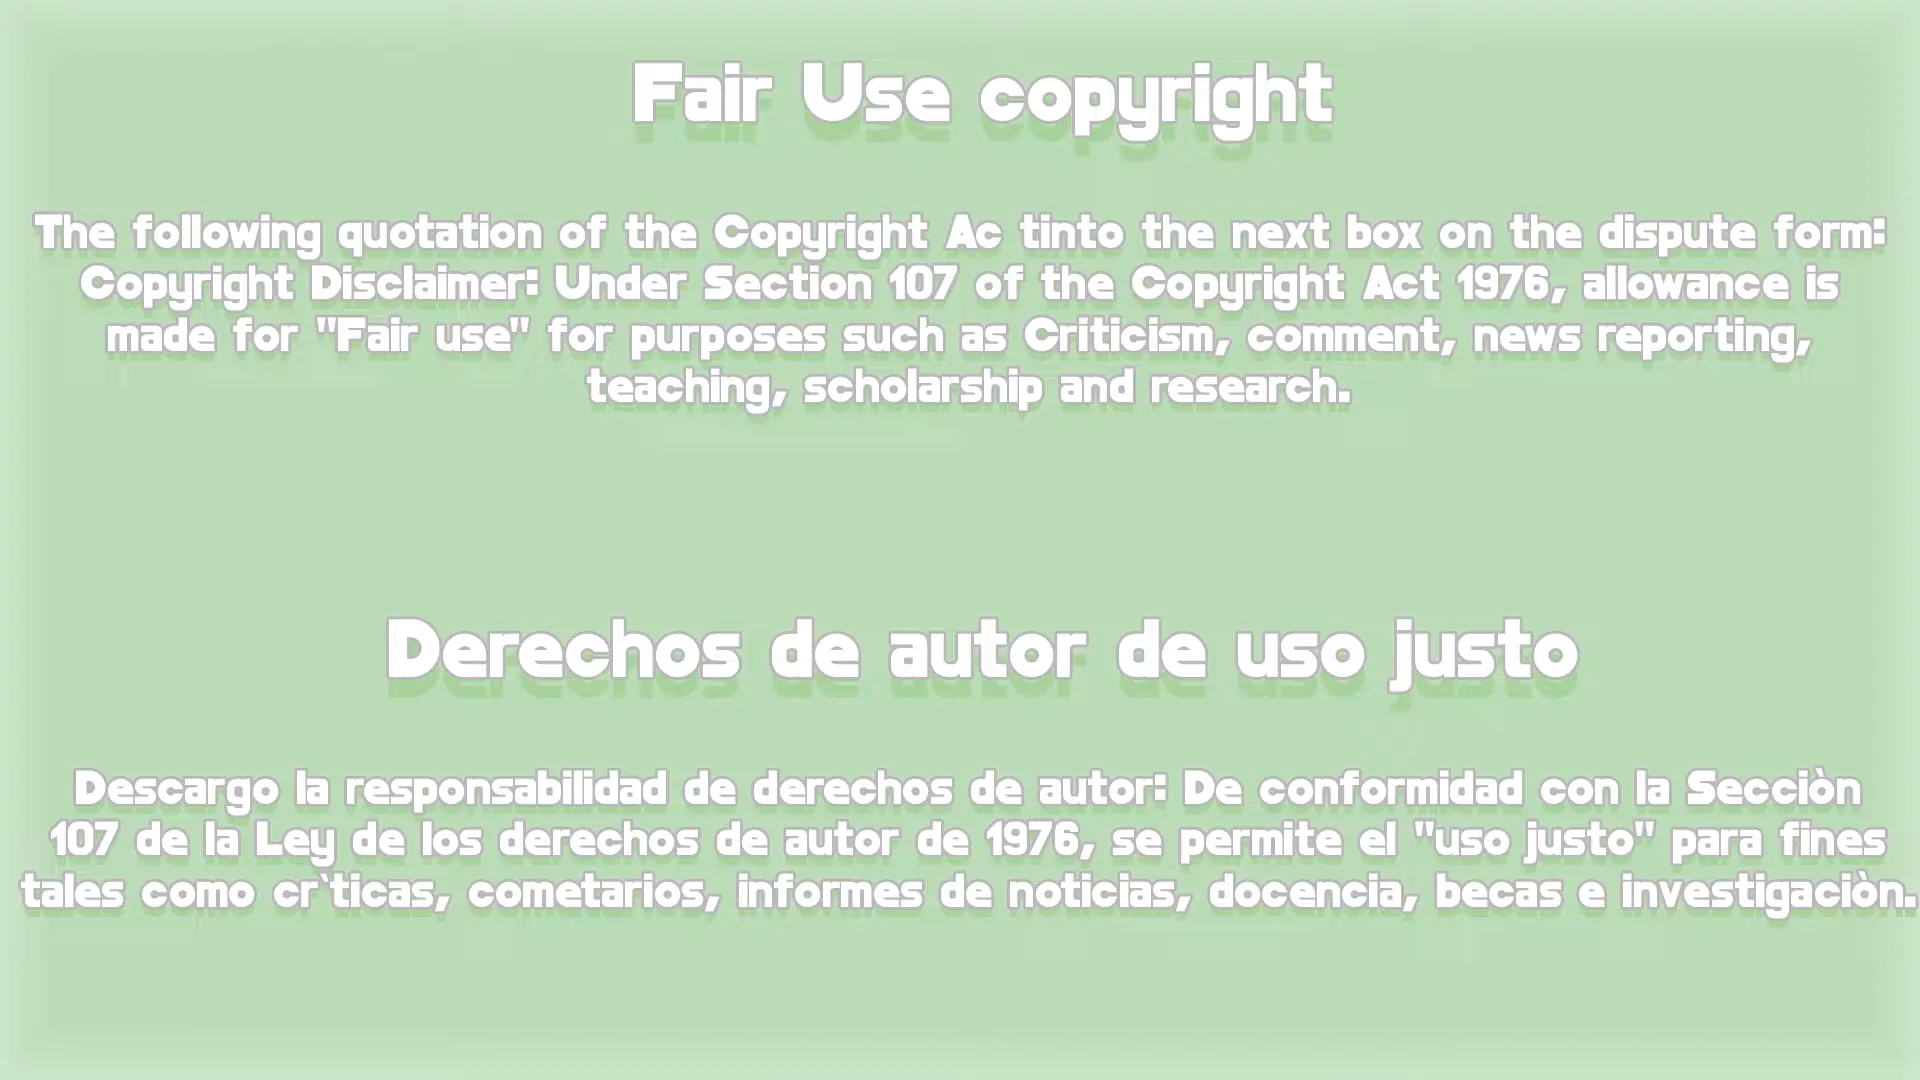 Fair Use copyright
The following quotation of the Copyright Ac tinto the next box on the dispute form:
Copyright Disclaimer: Under Section 107 of the Copyright Act 1976, allowance is
made for "Fair use" for purposes such as Criticism, comment, news reporting,
teaching, scholarship and research.
Derechos de autor de uso justo
Descargo la responsabilidad de derechos de autor: De conformidad con la Secciòn
107 de la Ley de los derechos de autor de 1976, se permite el "uso justo" para fines
tales como cr`ticas, cometarios, informes de noticias, docencia, becas e investigaciòn.